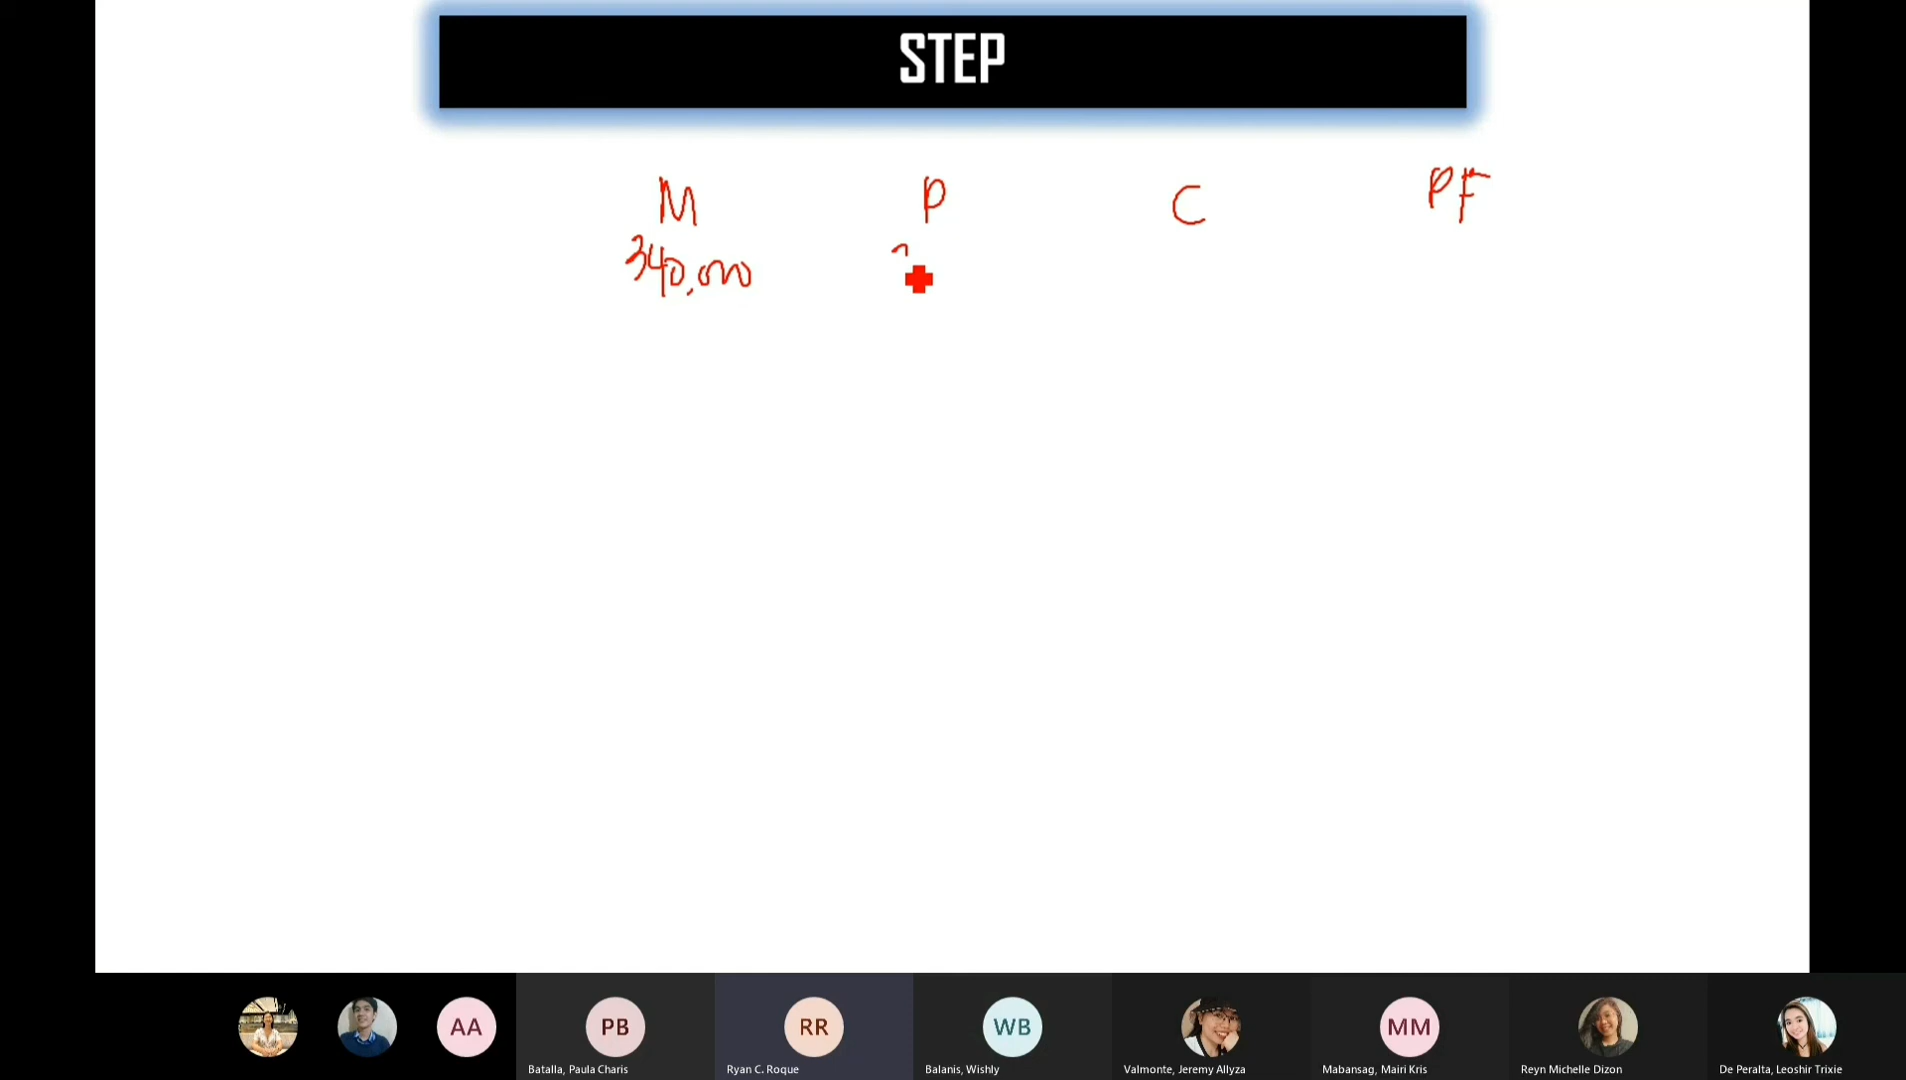 STEP
M P C PF
340,000
AA PB RR WB MM
Batalla, Paula Charis Ryan C. Roque Balanis, Wishly Valmonte, Jeremy Allyza Mabansag, Mairi Kris Reyn Michelle Dizon De Peralta, Leoshir Trixie